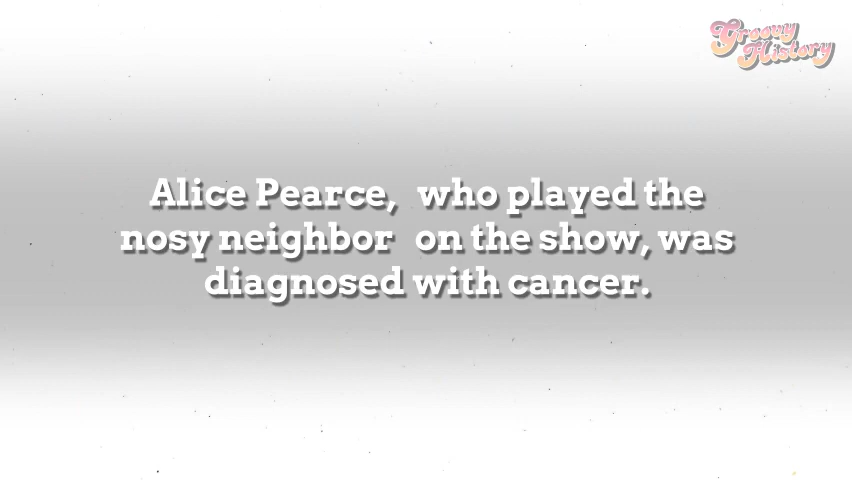 Groovy
History
Alice Pearce, who played the
nosy neighbor on the show, was
diagnosed with cancer.